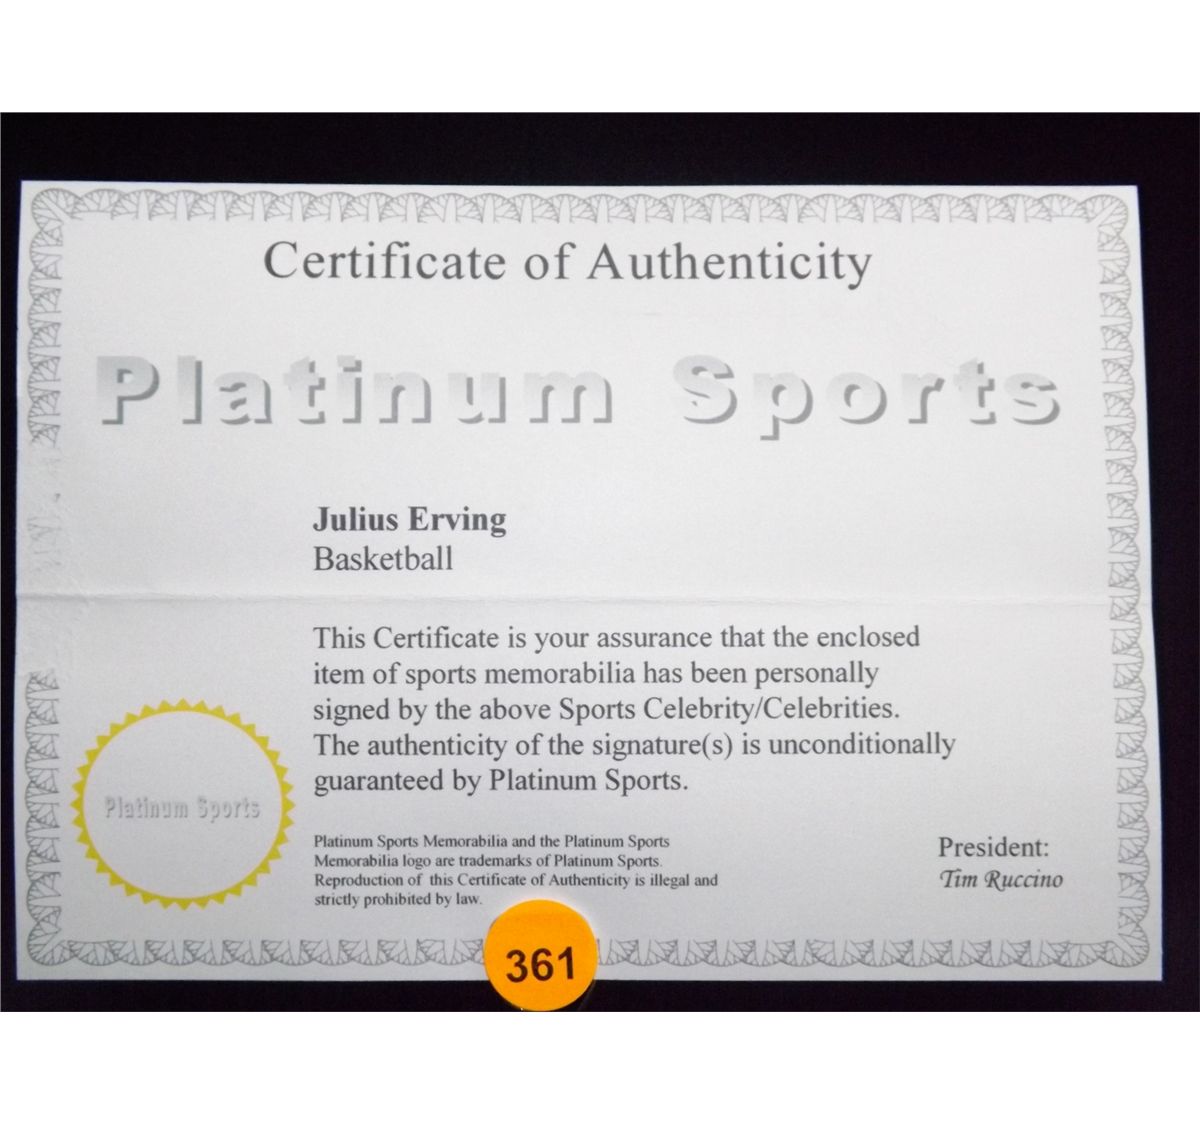 Certificate of Authenticity
Platinum Sports
Julius Erving
Basketball
This Certificate is your assurance that the enclosed
item of sports memorabilia has been personally
signed by the above Sports Celebrity/Celebrities.
The authenticity of the signature(s) is unconditionally
guaranteed by Platinum Sports.
Platinum Sports
Platinum Sports Memorabilia and the Platinum Sports
Memorabilia logo are trademarks of Platinum Sports.
Reproduction of this Certificate of Authenticity is illegal and
strictly prohibited by law.
President:
Tim Ruccino
361